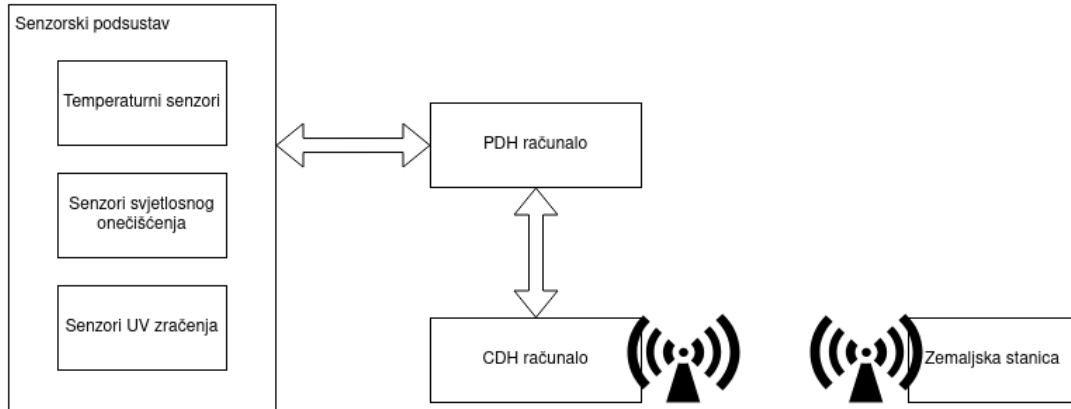 Senzorski podsustav
Temperaturni senzori
Senzori svjetlosnog
onečišćenja
Senzori UV zračenja
PDH računalo
CDH računalo
Zemaljska stanica